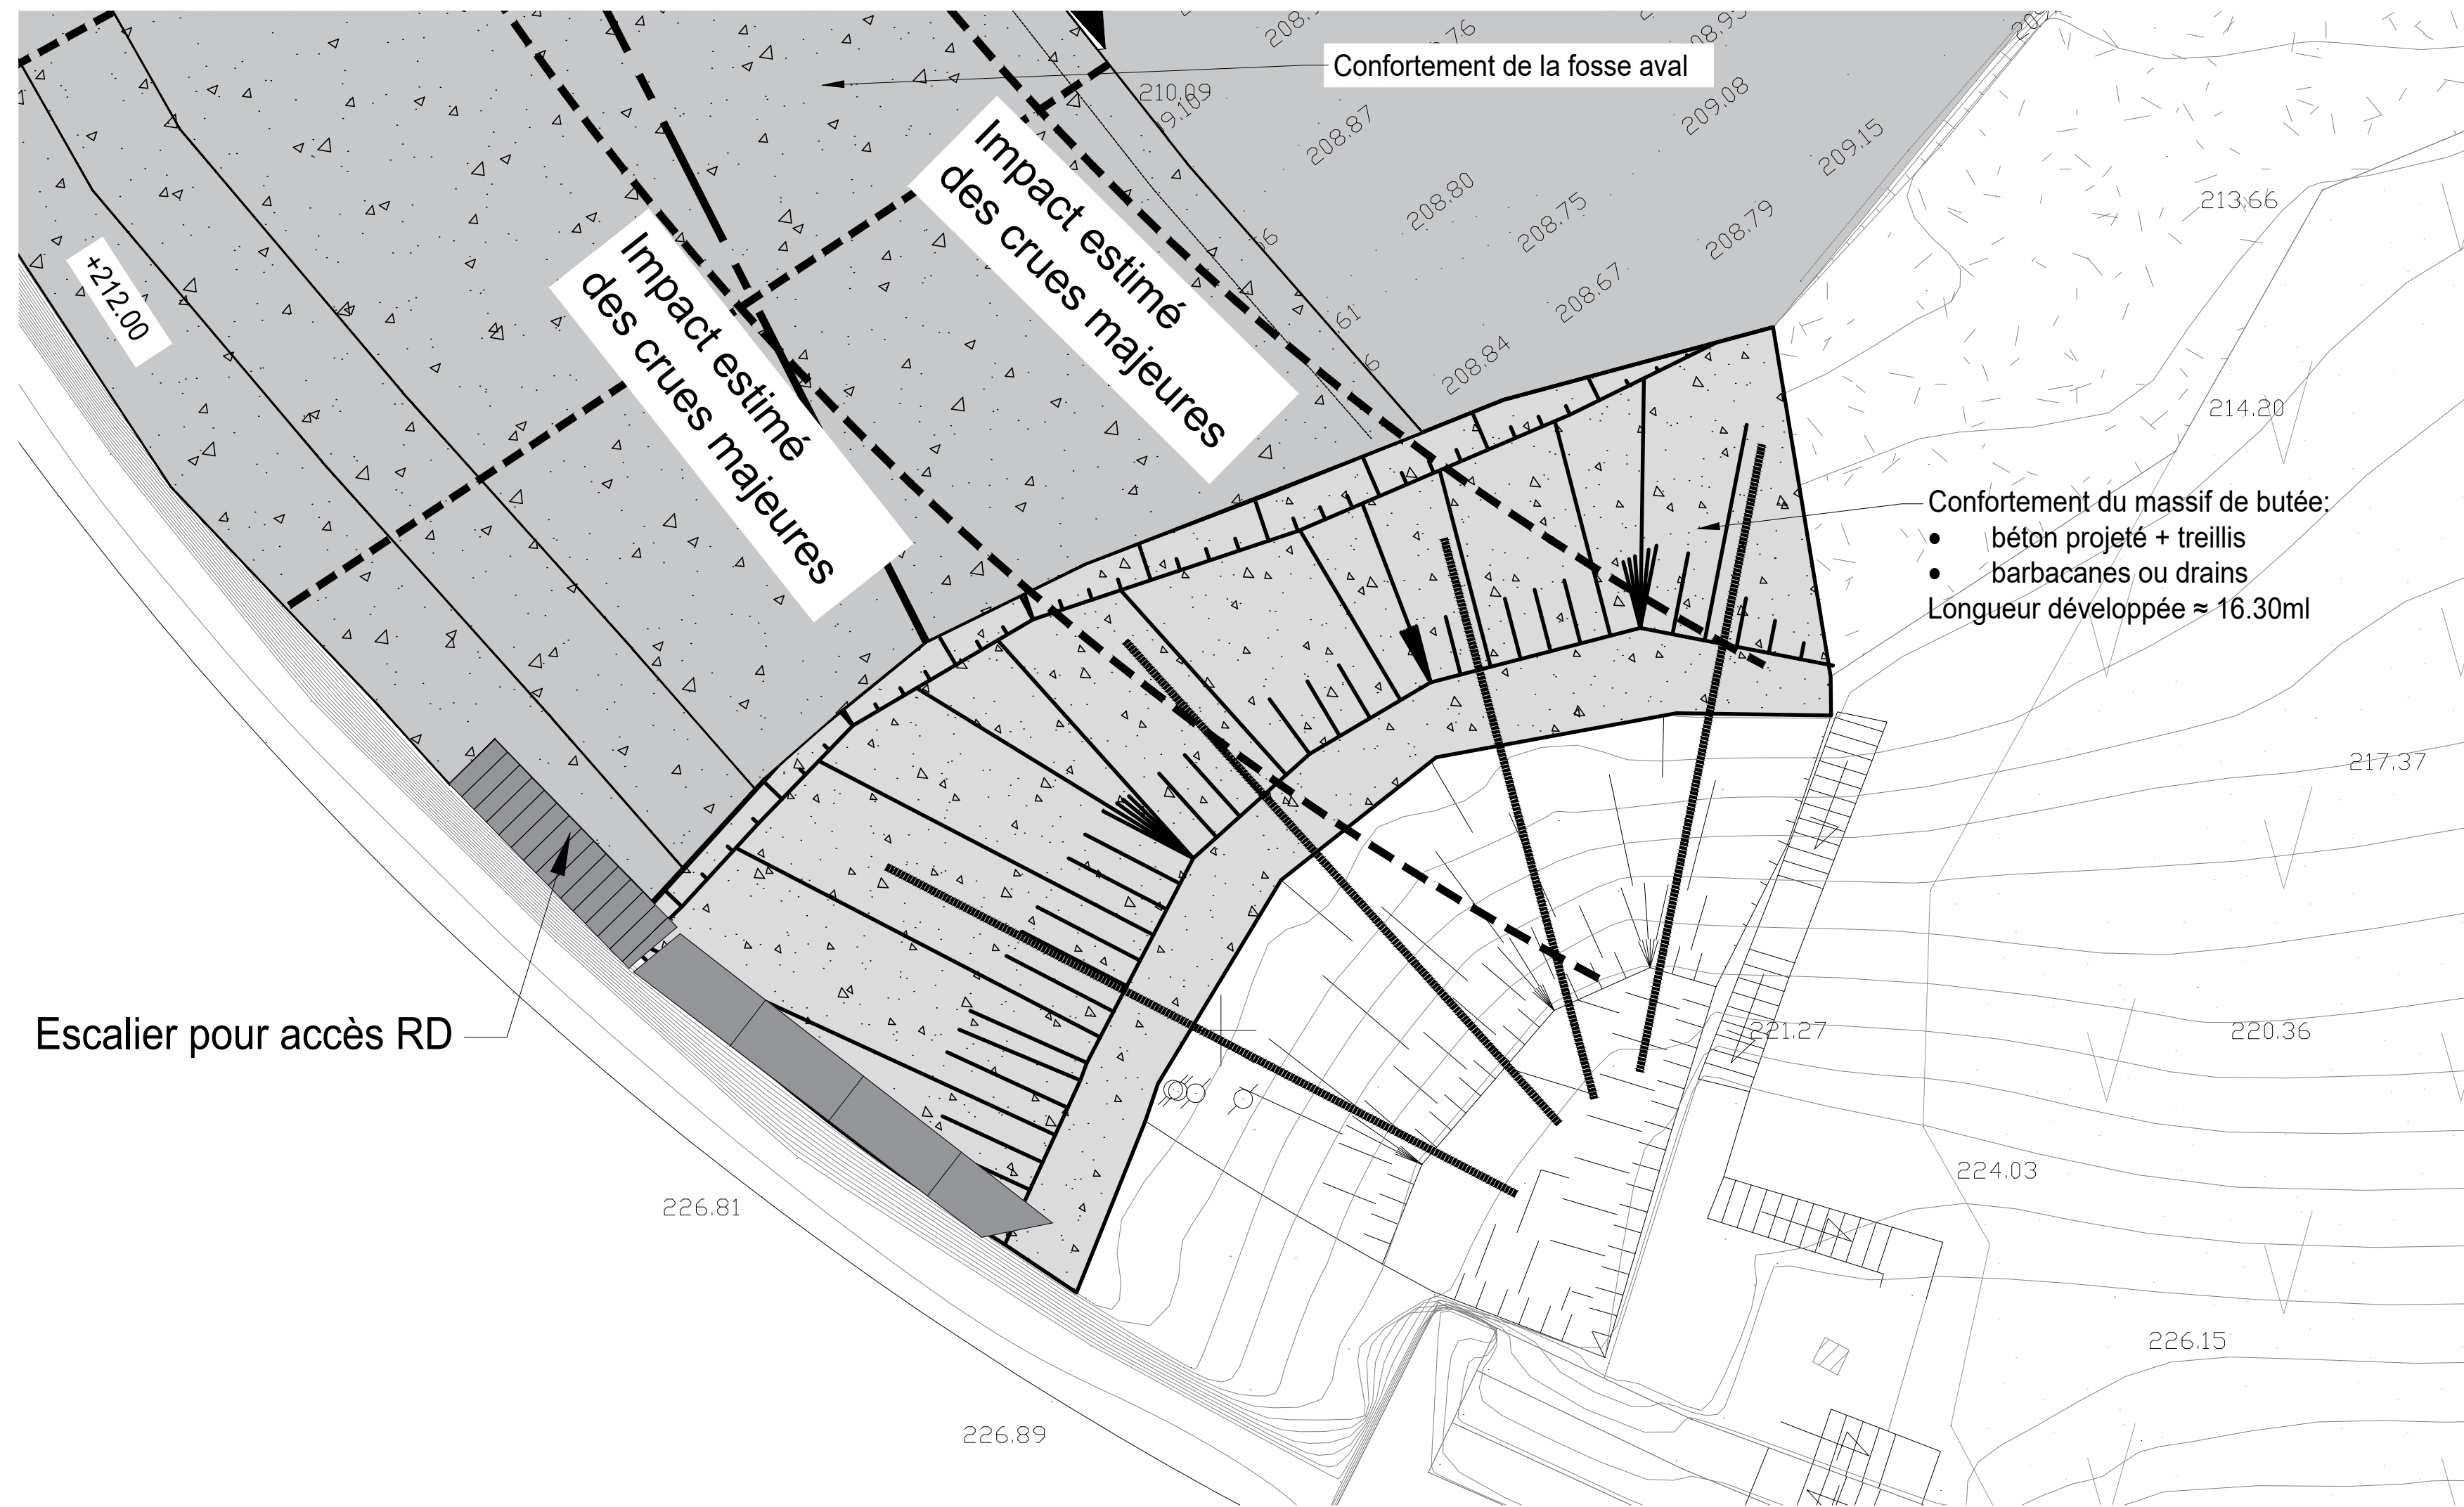 Confortement de la fosse aval
210.09
9.10
208.87
209.08
209.15
208.80
208.75
208.79
208.67
208.84
213.66
214.20
Impact estimé
des crues majeures
Impact estimé
des crues majeures
+212.00
.61
Confortement du massif de butée:
• béton projeté + treillis
• barbacanes ou drains
Longueur développée ≈ 16.30ml
217.37
Escalier pour accès RD
221.27
220.36
224.03
226.81
226.15
226.89